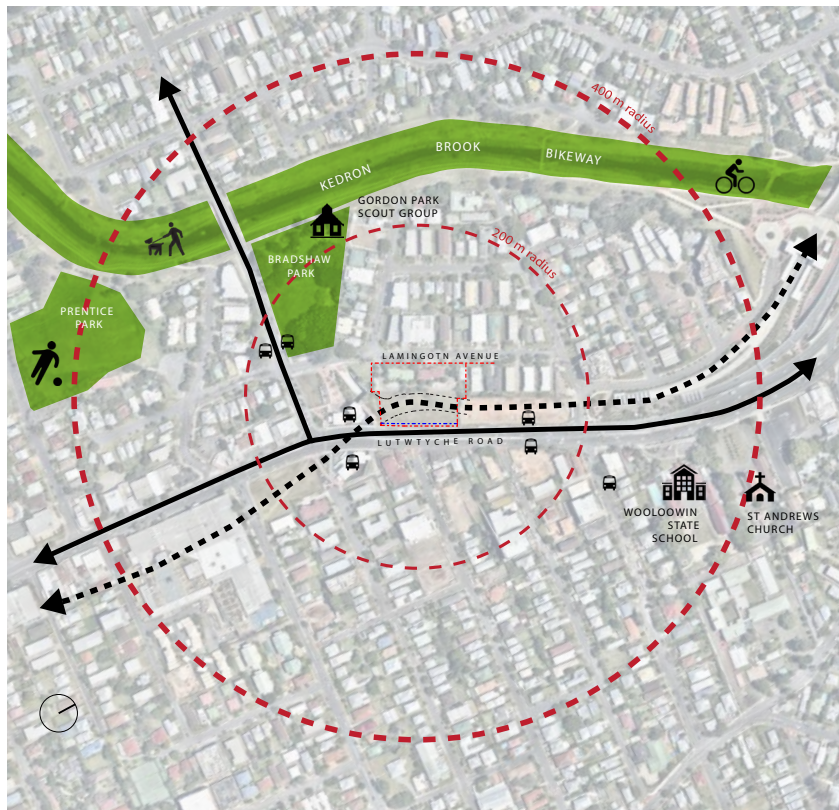 400 m radius
KEDRON BROOK BIKEWAY
GORDON PARK
SCOUT GROUP
200 m radius
BRADSHAW
PARK
PRENTICE
PARK
LAMINGOTN AVENUE
LUTWTYCHE ROAD
WOOLOOWIN
STATE
SCHOOL
ST ANDREWS
CHURCH